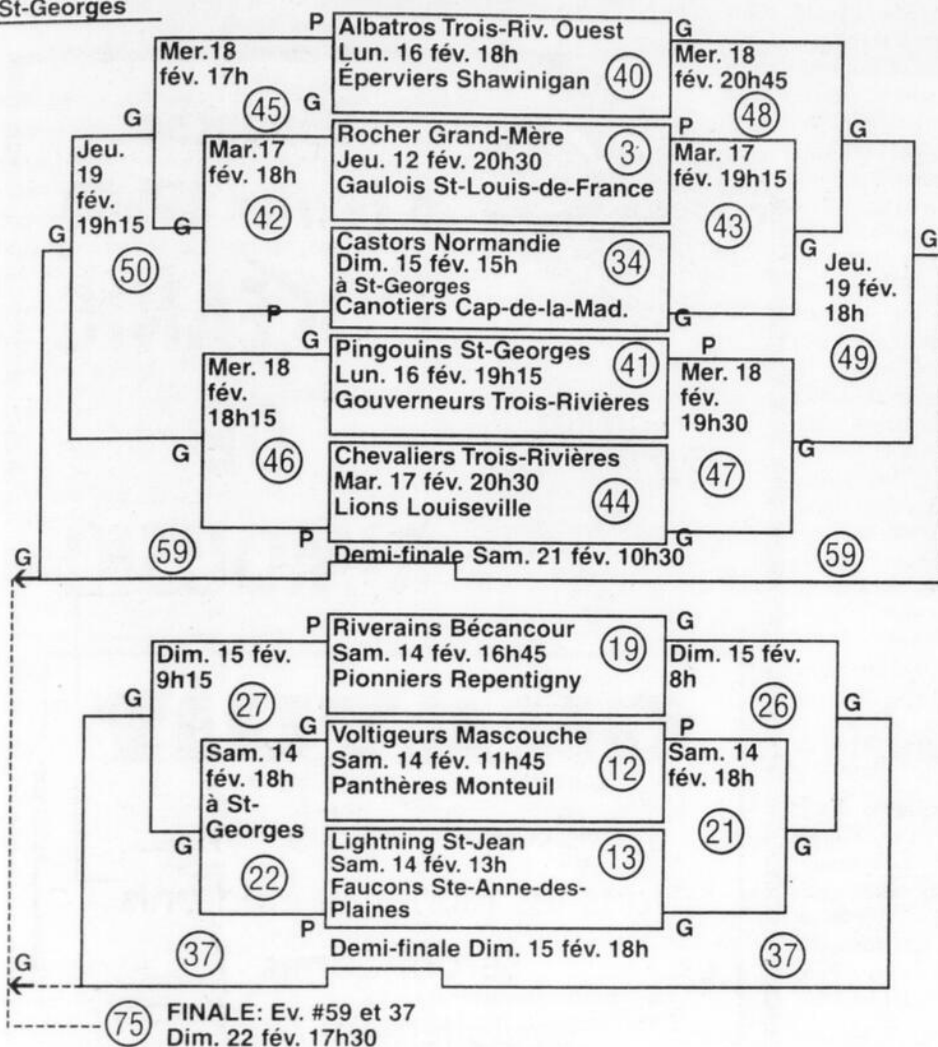 St-Georges
P
Albatros Trois-Riv. Ouest
Lun. 16 fév. 18h
Éperviers Shawinigan
40
G
Mer.18
fév. 17h
45
G
Mer. 18
fév. 20h45
48
G
Rocher Grand-Mère
Jeu. 12 fév. 20h30
Gaulois St-Louis-de-France
3
P
G
Jeu.
19
fév.
19h15
50
Mar.17
fév. 18h
42
G
Mar. 17
fév. 19h15
43
G
G
Castors Normandie
Dim. 15 fév. 15h
à St-Georges
Canotiers Cap-de-la-Mad.
34
P
G
G
Jeu.
19 fév.
18h
49
G
Pingouins St-Georges
Lun. 16 fév. 19h15
Gouverneurs Trois-Rivières
41
P
Mer. 18
fév.
18h15
46
G
Mer. 18
fév.
19h30
47
G
Chevaliers Trois-Rivières
Mar. 17 fév. 20h30
Lions Louiseville
44
P
G
59
Demi-finale Sam. 21 fév. 10h30
59
G
P
Riverains Bécancour
Sam. 14 fév. 16h45
Pionniers Repentigny
19
G
Dim. 15 fév.
9h15
27
G
Dim. 15 fév.
8h
26
G
G
Voltigeurs Mascouche
Sam. 14 fév. 11h45
Panthères Monteuil
12
P
Sam. 14
fév. 18h
à St-
Georges
22
G
Sam. 14
fév. 18h
21
G
Lightning St-Jean
Sam. 14 fév. 13h
Faucons Ste-Anne-des-
Plaines
13
P
G
37
Demi-finale Dim. 15 fév. 18h
37
G
75
FINALE: Ev. #59 et 37
Dim. 22 fév. 17h30